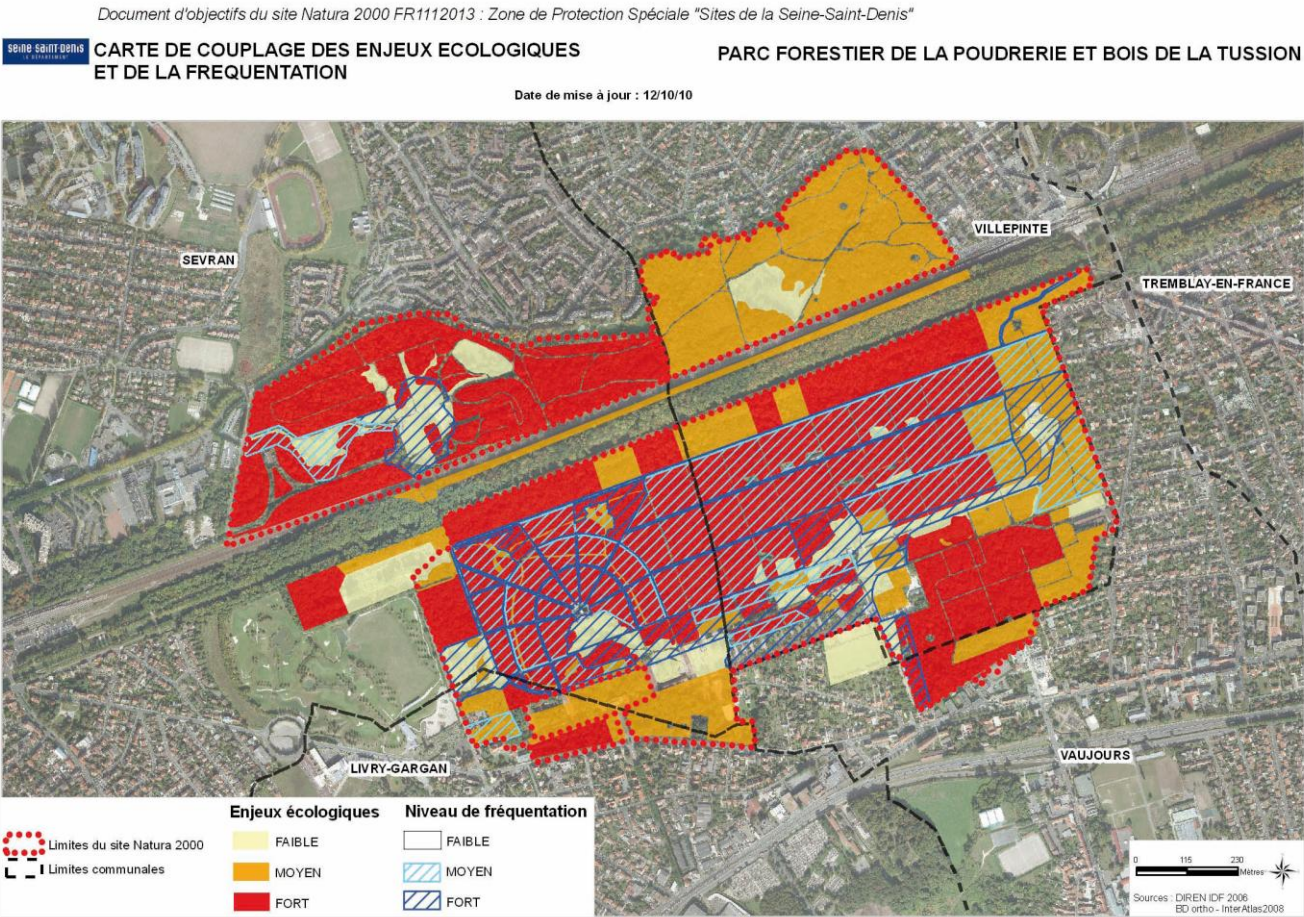 Document d'objectifs du site Natura 2000 FR1112013 : Zone de Protection Spéciale "Sites de la Seine-Saint-Denis"
seine-saint-denis
LE DÉPARTEMENT
CARTE DE COUPLAGE DES ENJEUX ECOLOGIQUES
ET DE LA FREQUENTATION
PARC FORESTIER DE LA POUDRERIE ET BOIS DE LA TUSSION
Date de mise à jour : 12/10/10
VILLEPINTE
SEVRAN
TREMBLAY-EN-FRANCE
VAUJOURS
LIVRY-GARGAN
Limites du site Natura 2000
Limites communales
Enjeux écologiques
FAIBLE
MOYEN
FORT
Niveau de fréquentation
FAIBLE
MOYEN
FORT
0 115 230
Mètres
Sources : DIREN IDF 2006
BD ortho - InterAtlas2008